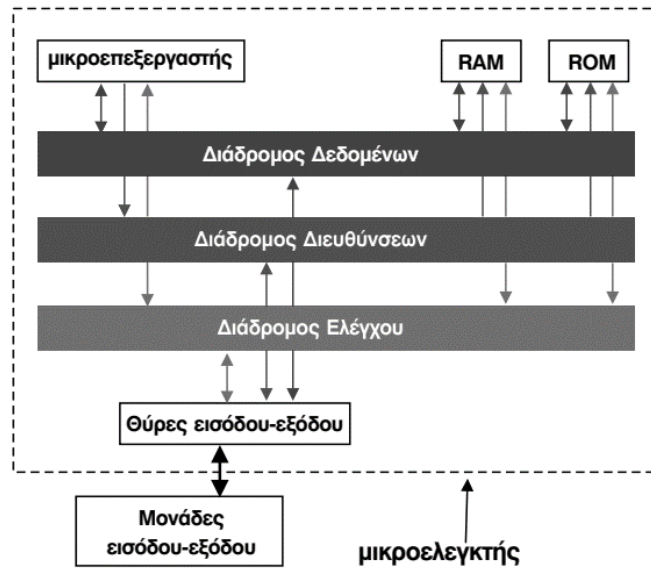 μικροεπεξεργαστής
RAM
ROM
Διάδρομος Δεδομένων
Διάδρομος Διευθύνσεων
Διάδρομος Ελέγχου
Θύρες εισόδου-εξόδου
Μονάδες
εισόδου-εξόδου
μικροελεγκτής